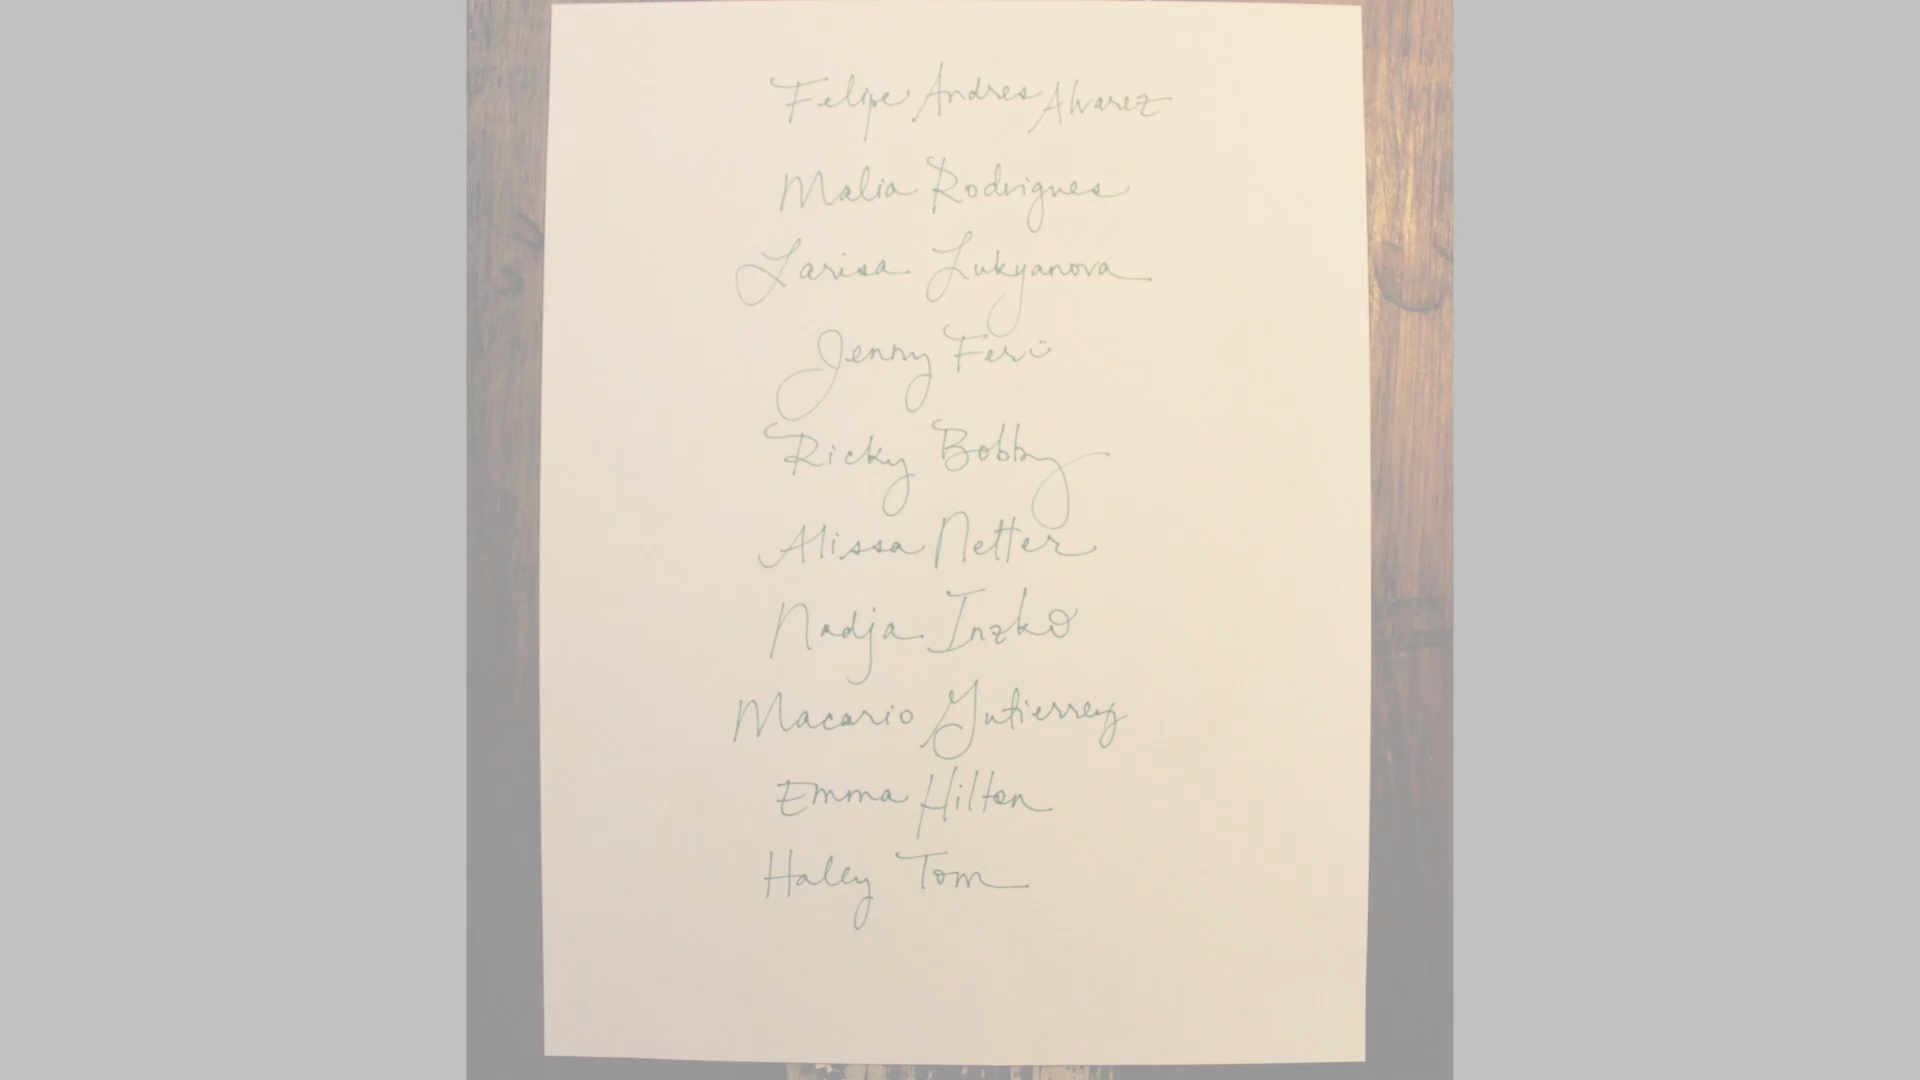 Felipe Andres Alvarez
Malia Rodrigues
Larisa Lukyanova
Jenny Feri
Ricky Bobby
Alissa Netter
Nadja Inzko
Macario Gutierrez
Emma Hilton
Haley Tom